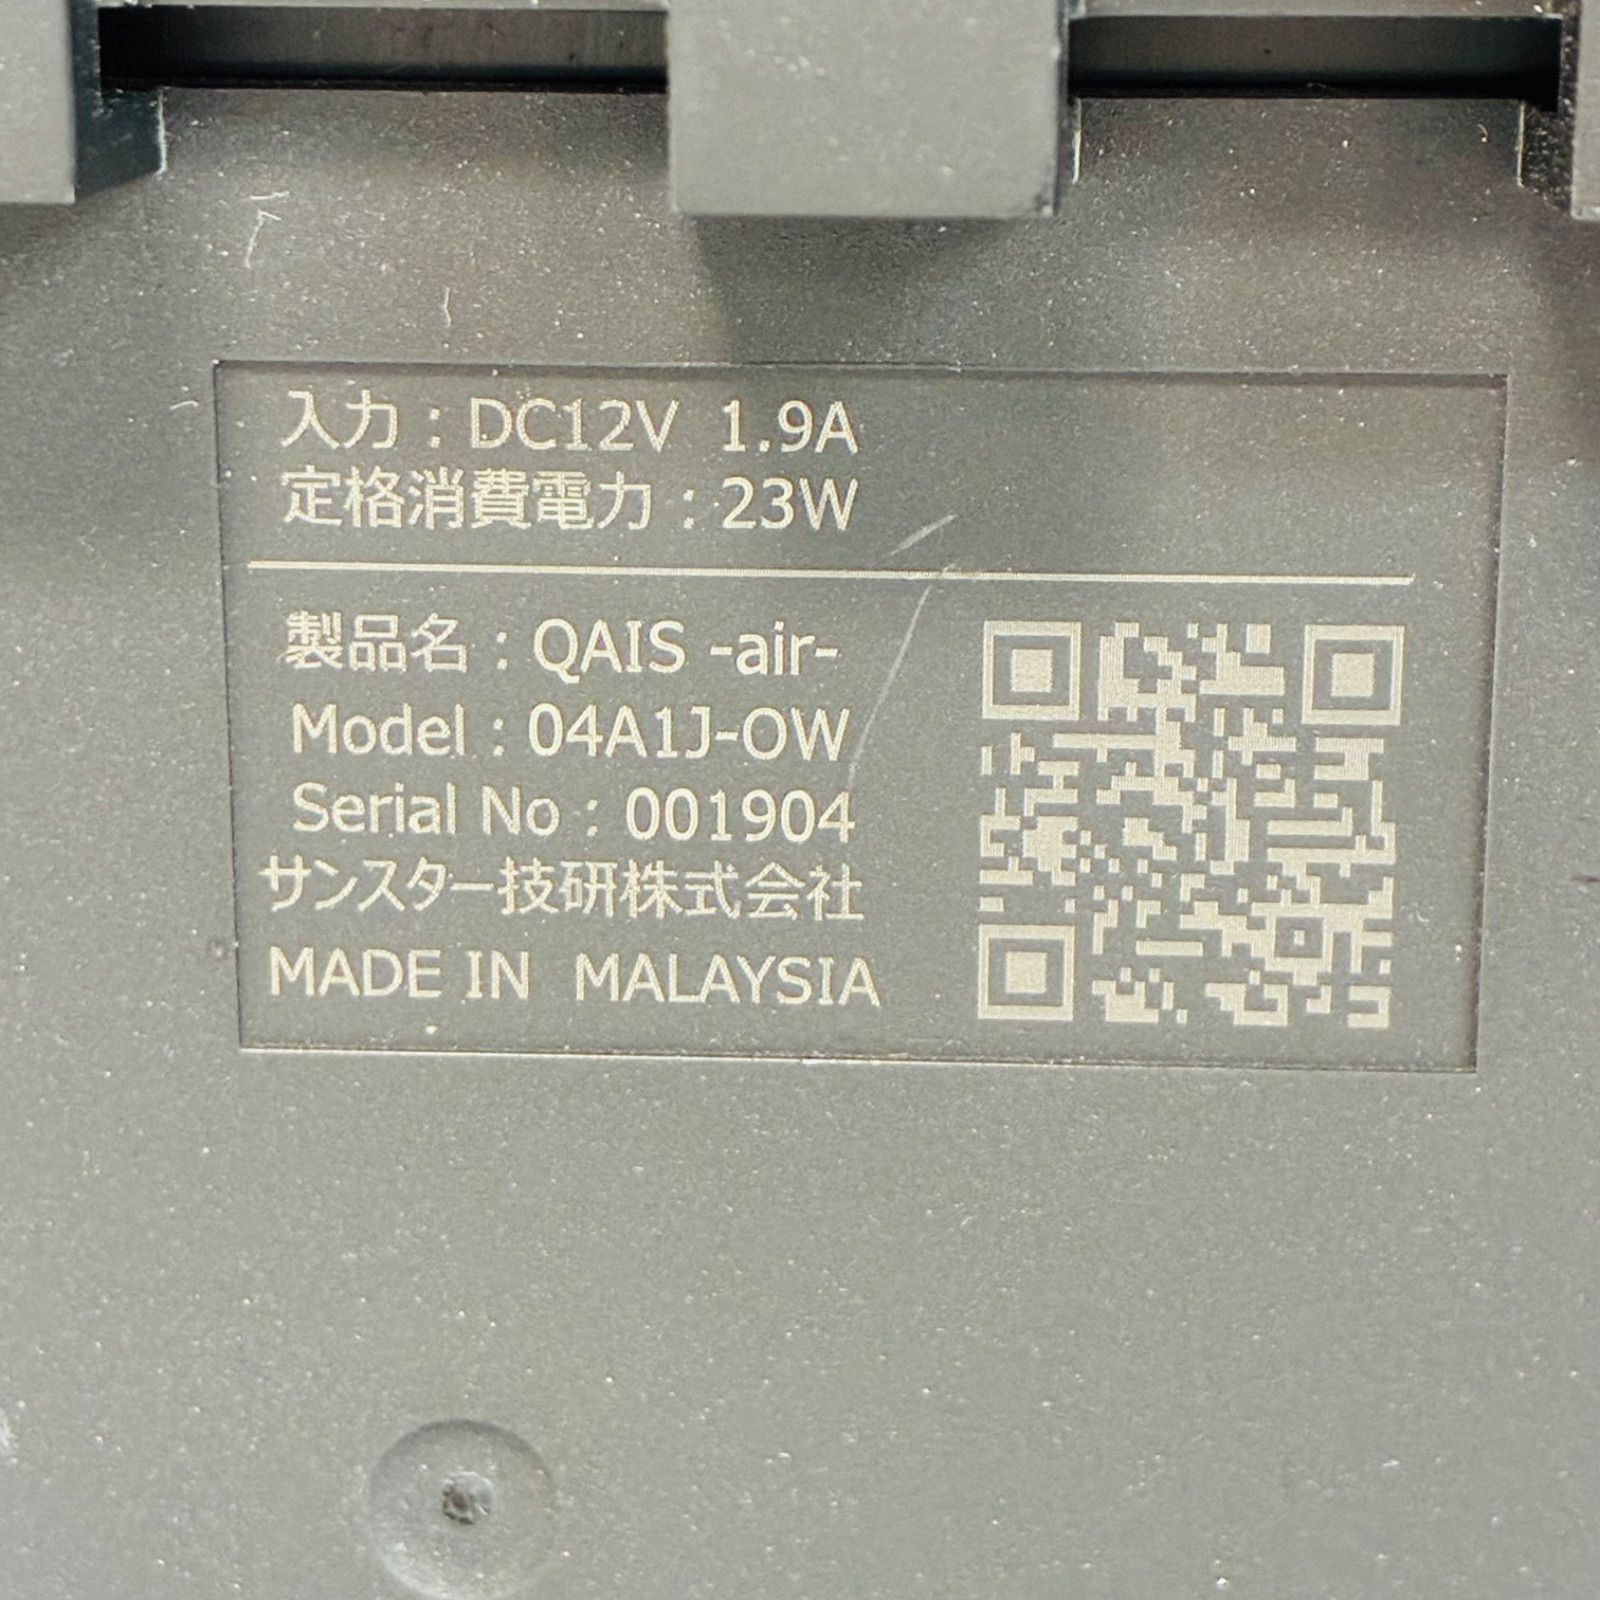 入力：DC12V 1.9A
定格消費電力：23W
製品名：QAIS -air-
Model：04A1J-OW
Serial No：001904
サンスター技研株式会社
MADE IN MALAYSIA